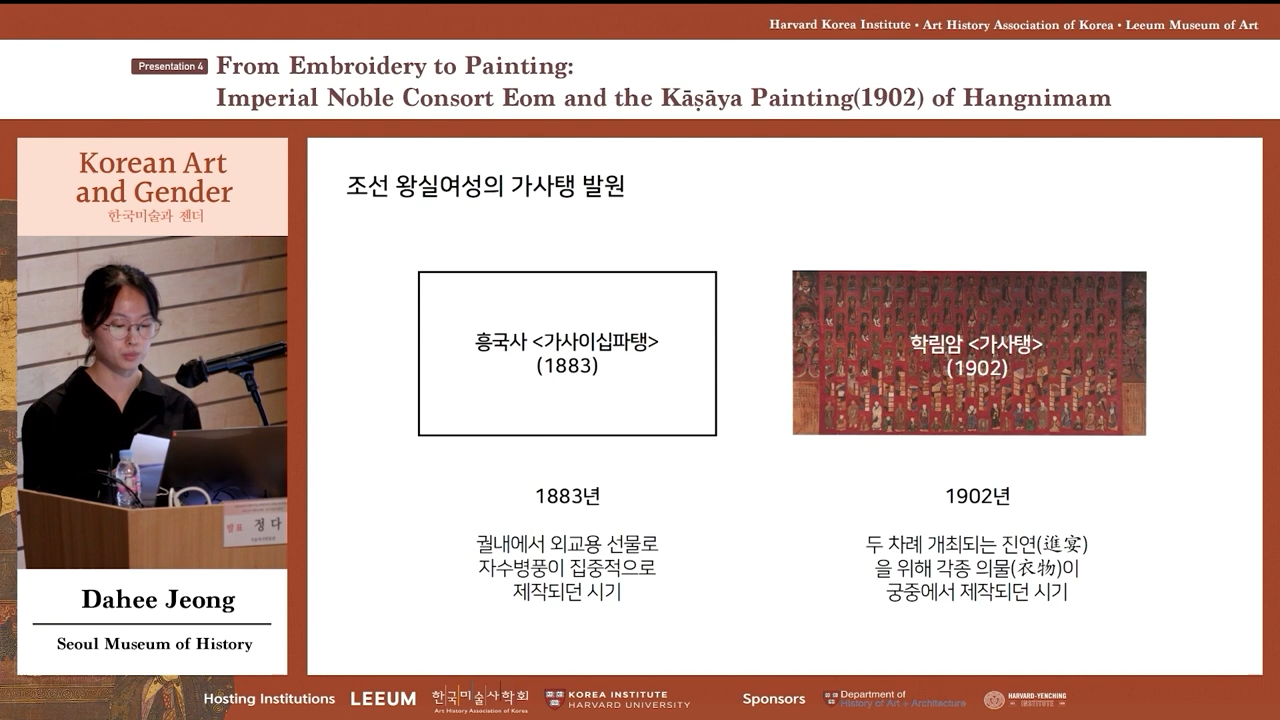 Harvard Korea Institute • Art History Association of Korea • Leeum Museum of Art
Presentation 4
From Embroidery to Painting:
Imperial Noble Consort Eom and the Kāṣāya Painting(1902) of Hangnimam
Korean Art
and Gender
한국미술과 젠더
발표 정다
Dahee Jeong
Seoul Museum of History
조선 왕실여성의 가사탱 발원
흥국사 <가사이십파탱>
(1883)
학림암 <가사탱>
(1902)
1883년
궐내에서 외교용 선물로
자수병풍이 집중적으로
제작되던 시기
1902년
두 차례 개최되는 진연(進宴)
을 위해 각종 의물(衣物)이
궁중에서 제작되던 시기
Hosting Institutions
LEEUM
한국미술사학회
Art History Association of Korea
KOREA INSTITUTE
HARVARD UNIVERSITY
Sponsors
Department of
History of Art + Architecture
HARVARD-YENCHING
INSTITUTE